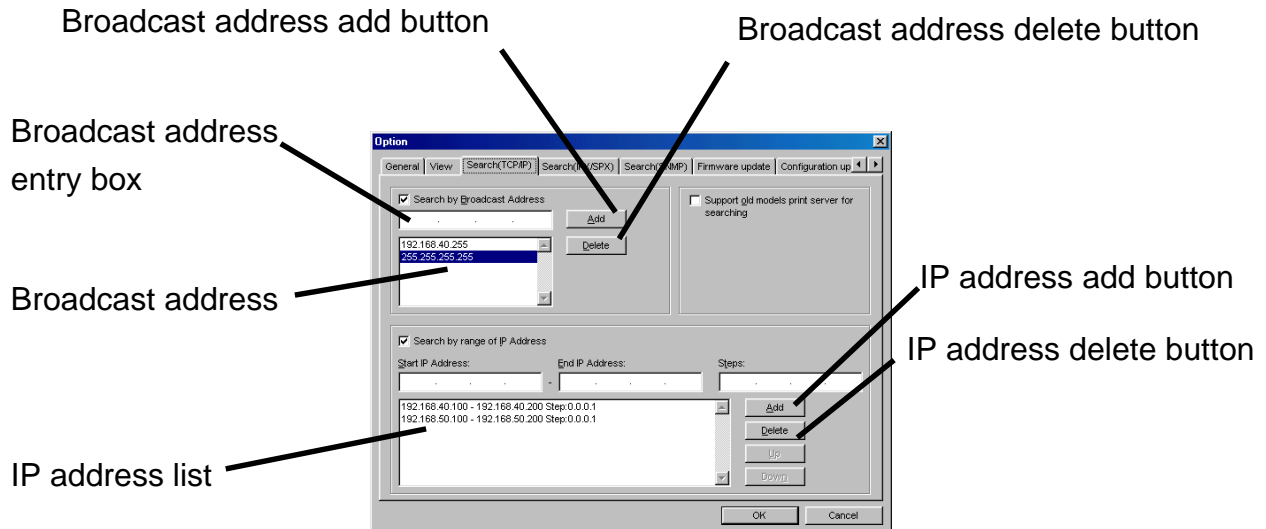 Broadcast address add button
Broadcast address delete button
Broadcast address
entry box
Broadcast address
IP address list
IP address add button
IP address delete button
Option
General View Search(TCP/IP) Search(IPX/SPX) Search(SNMP) Firmware update Configuration up
Search by Broadcast Address
Add
192.168.40.255
255.255.255.255
Delete
Support old models print server for
searching
Search by range of IP Address
Start IP Address: End IP Address: Steps:
-
192.168.40.100 - 192.168.40.200 Step:0.0.0.1
192.168.50.100 - 192.168.50.200 Step:0.0.0.1
Add
Delete
Up
Down
OK Cancel